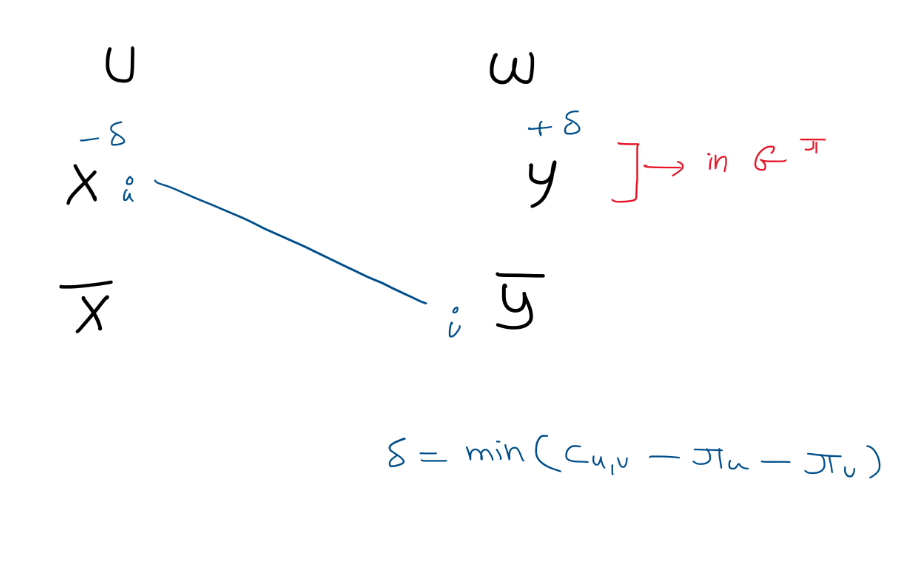 U ω
- δ + δ
X u y ] → in G^π
X̅ v y̅
δ = min(c_{u,v} - π_u - π_v)